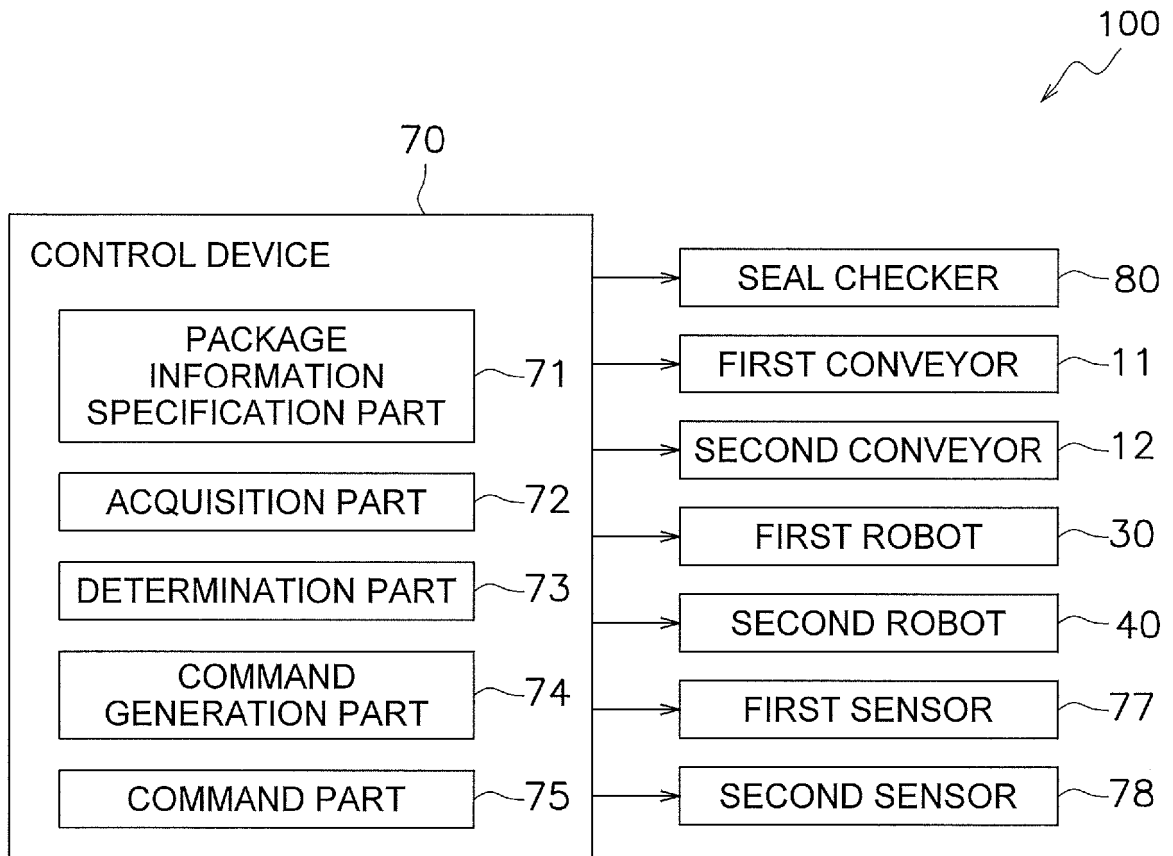 100
70
CONTROL DEVICE
PACKAGE
INFORMATION
SPECIFICATION PART
71
ACQUISITION PART
72
DETERMINATION PART
73
COMMAND
GENERATION PART
74
COMMAND PART
75
SEAL CHECKER
80
FIRST CONVEYOR
11
SECOND CONVEYOR
12
FIRST ROBOT
30
SECOND ROBOT
40
FIRST SENSOR
77
SECOND SENSOR
78